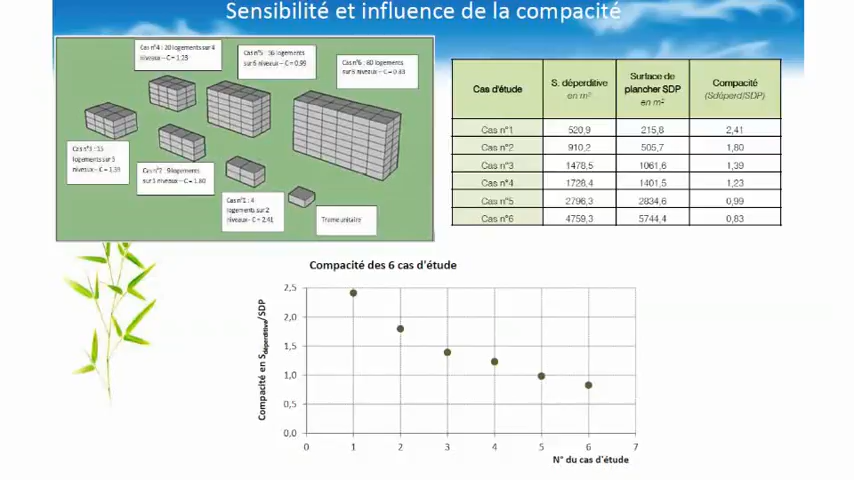 Sensibilité et influence de la compacité
Cas n°4 : 20 logements sur 4
niveaux – C = 1,23
Cas n°5 : 36 logements
sur 6 niveaux – C = 0.99
Cas n°6 : 80 logements
sur 8 niveaux – C = 0.83
Cas n°3 : 15
logements sur 3
niveaux – C = 1,39
Cas n°2 : 9 logements
sur 3 niveaux – C = 1.80
Cas n°1 : 4
logements sur 2
niveaux – C = 2,41
Trame unitaire
Cas d'étude S. déperditive en m² Surface de plancher SDP en m² Compacité (Sdéperd/SDP)
Cas n°1 520,9 215,8 2,41
Cas n°2 910,2 505,7 1,80
Cas n°3 1478,5 1061,6 1,39
Cas n°4 1728,4 1401,5 1,23
Cas n°5 2796,3 2834,6 0,99
Cas n°6 4759,3 5744,4 0,83
Compacité des 6 cas d'étude
Compacité en Sdéperditive/SDP
2,5
2,0
1,5
1,0
0,5
0,0
0 1 2 3 4 5 6 7
N° du cas d'étude